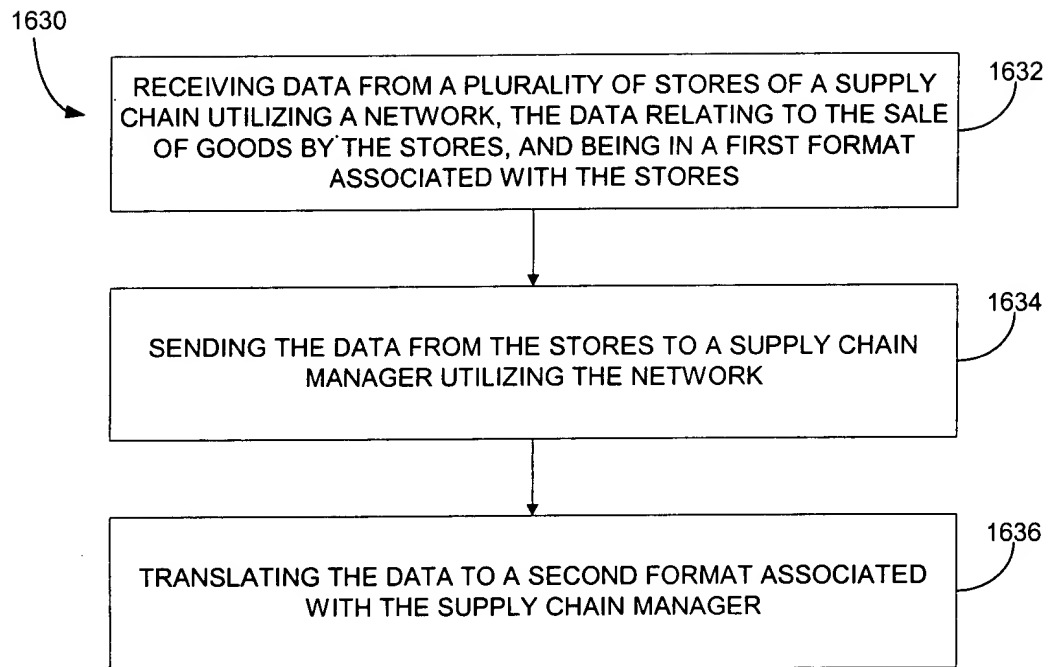 1630
RECEIVING DATA FROM A PLURALITY OF STORES OF A SUPPLY
CHAIN UTILIZING A NETWORK, THE DATA RELATING TO THE SALE
OF GOODS BY THE STORES, AND BEING IN A FIRST FORMAT
ASSOCIATED WITH THE STORES
1632
SENDING THE DATA FROM THE STORES TO A SUPPLY CHAIN
MANAGER UTILIZING THE NETWORK
1634
TRANSLATING THE DATA TO A SECOND FORMAT ASSOCIATED
WITH THE SUPPLY CHAIN MANAGER
1636